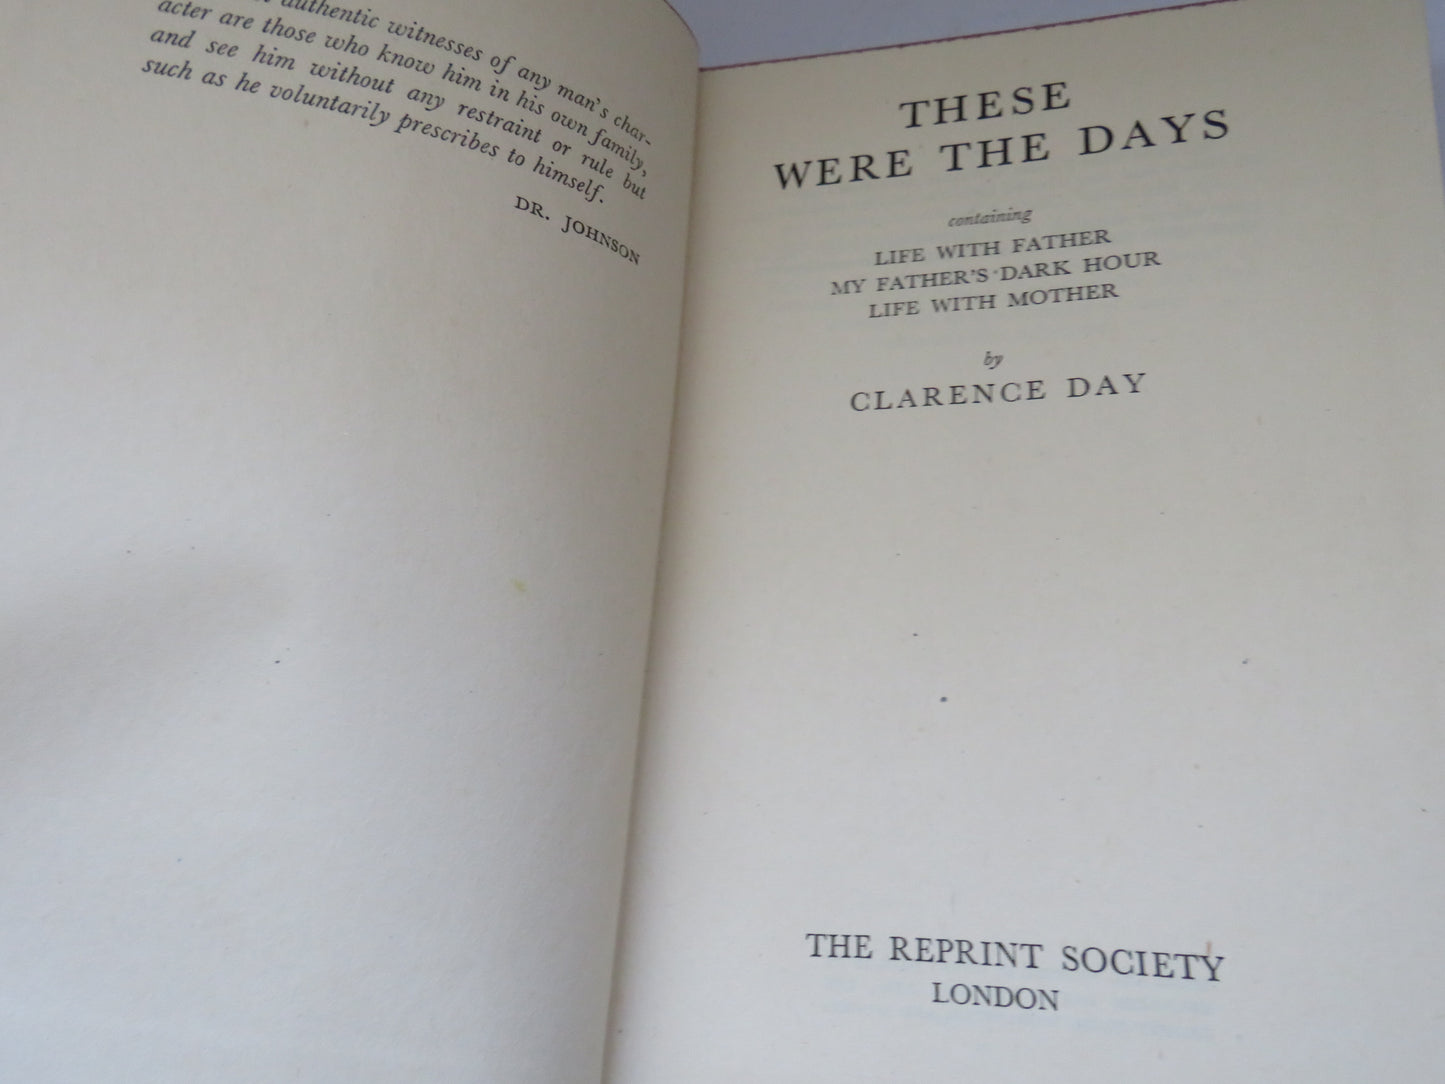 authentic witnesses of any man's char-
acter are those who know him in his own family,
and see him without any restraint or rule but
such as he voluntarily prescribes to himself.
DR. JOHNSON
THESE
WERE THE DAYS
containing
LIFE WITH FATHER
MY FATHER'S DARK HOUR
LIFE WITH MOTHER
by
CLARENCE DAY
THE REPRINT SOCIETY
LONDON